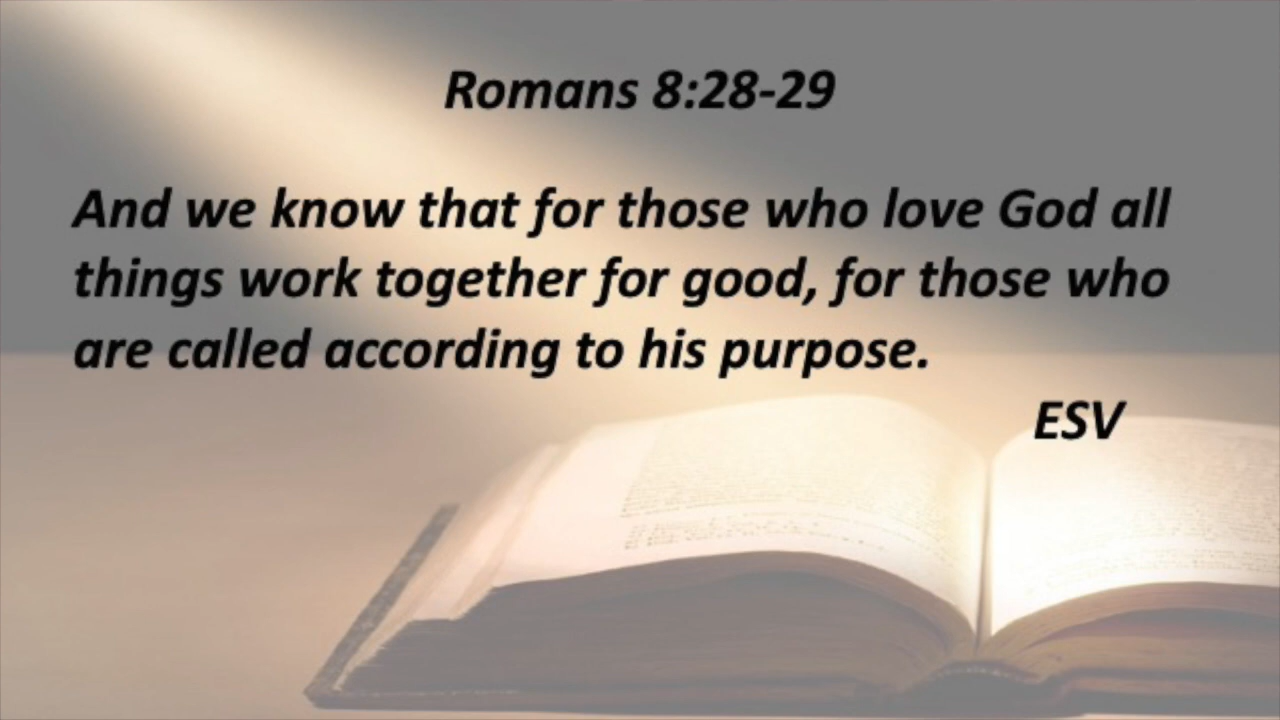 Romans 8:28-29
And we know that for those who love God all
things work together for good, for those who
are called according to his purpose.
ESV